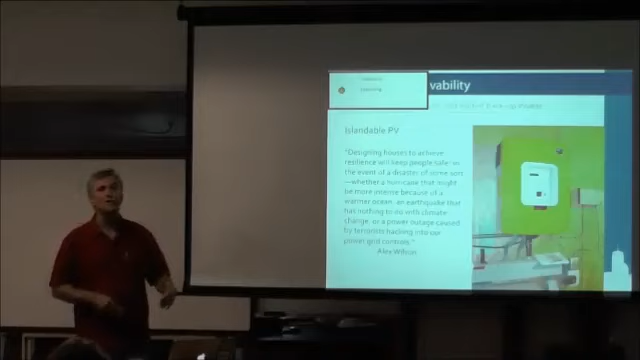 vability
Islandable PV
"Designing houses to achieve
resilience will keep people safer in
the event of a disaster of some sort
—whether a hurricane that might
be more intense because of a
warmer ocean, an earthquake that
has nothing to do with climate
change, or a power outage caused
by terrorists hacking into our
power grid controls."
Alex Wilson